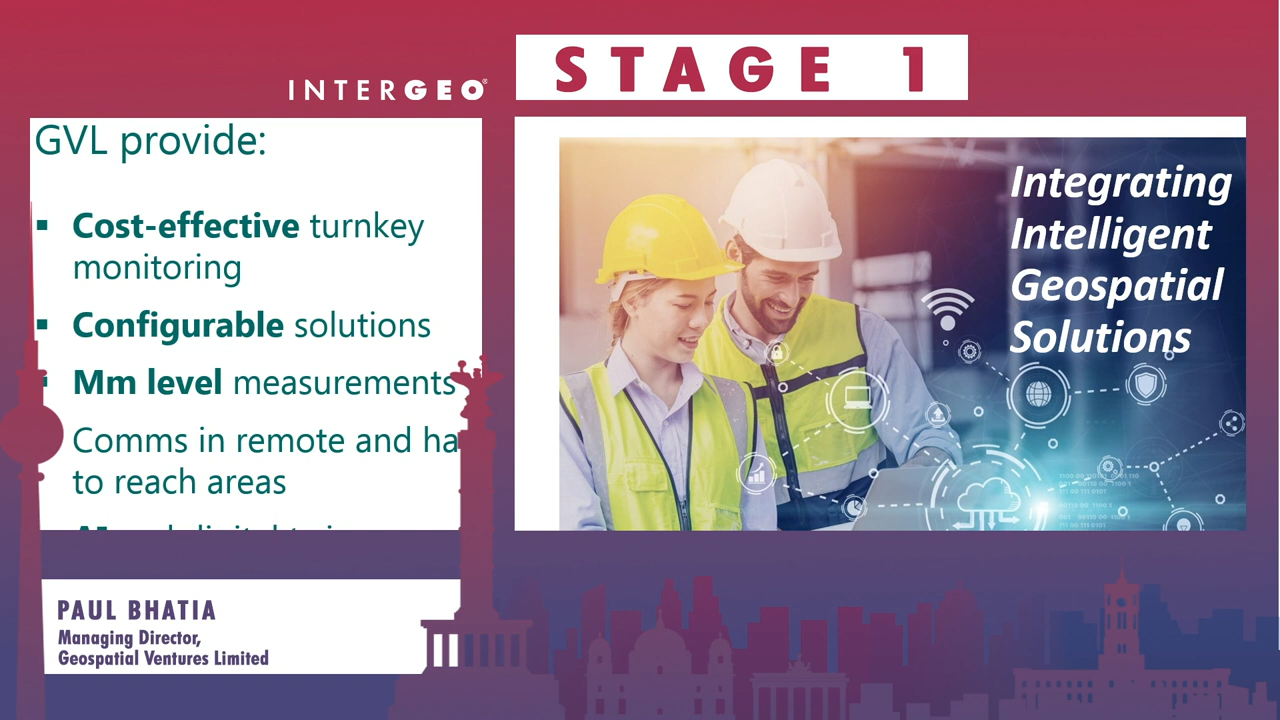 STAGE 1
INTERGEO®
GVL provide:
▪ Cost-effective turnkey
monitoring
▪ Configurable solutions
▪ Mm level measurements
Comms in remote and ha
to reach areas
Integrating
Intelligent
Geospatial
Solutions
PAUL BHATIA
Managing Director,
Geospatial Ventures Limited